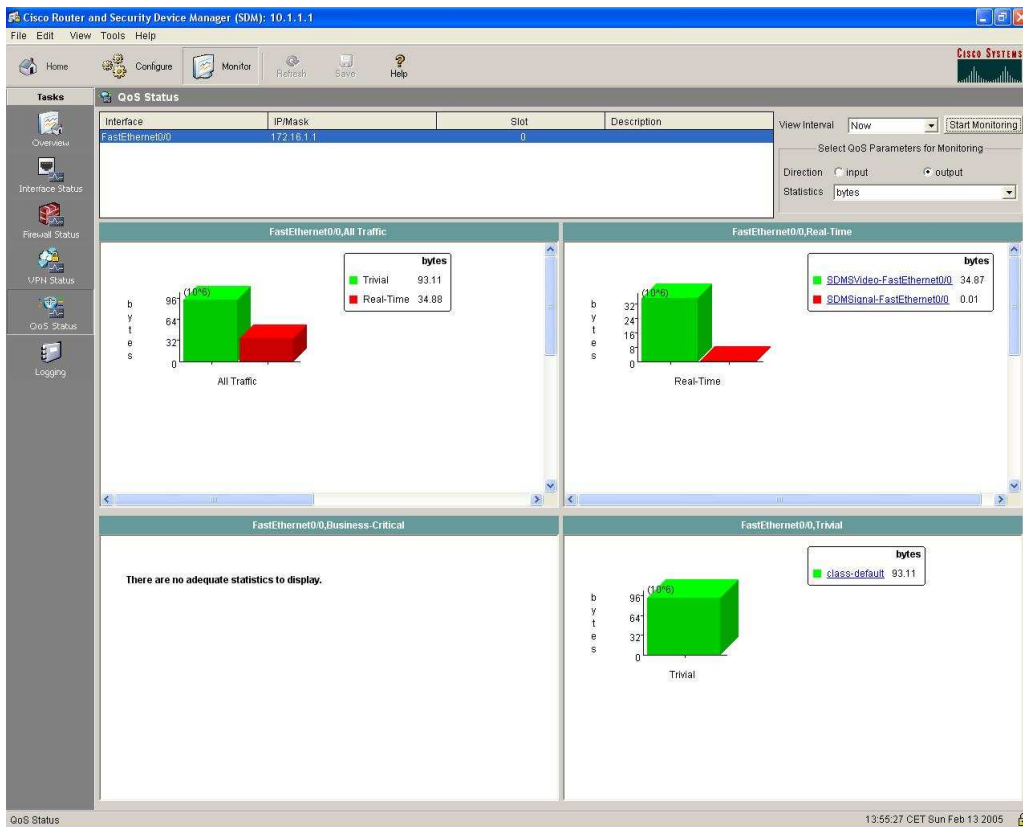 Cisco Router and Security Device Manager (SDM): 10.1.1.1
File Edit View Tools Help
Home Configure Monitor Refresh Save Help
CISCO SYSTEMS
Tasks
QoS Status
Overview
Interface Status
Firewall Status
VPN Status
QoS Status
Logging
Interface IP/Mask Slot Description
FastEthernet0/0 172.16.1.1 0
View Interval Now Start Monitoring
Select QoS Parameters for Monitoring
Direction input output
Statistics bytes
FastEthernet0/0,All Traffic
bytes
Trivial 93.11
Real-Time 34.88
(10^6)
bytes
96
64
32
0
All Traffic
FastEthernet0/0,Real-Time
bytes
SDMSVideo-FastEthernet0/0 34.87
SDMSignal-FastEthernet0/0 0.01
(10^6)
bytes
32
24
16
8
0
Real-Time
FastEthernet0/0,Business-Critical
There are no adequate statistics to display.
FastEthernet0/0,Trivial
bytes
class-default 93.11
(10^6)
bytes
96
64
32
0
Trivial
QoS Status
13:55:27 CET Sun Feb 13 2005